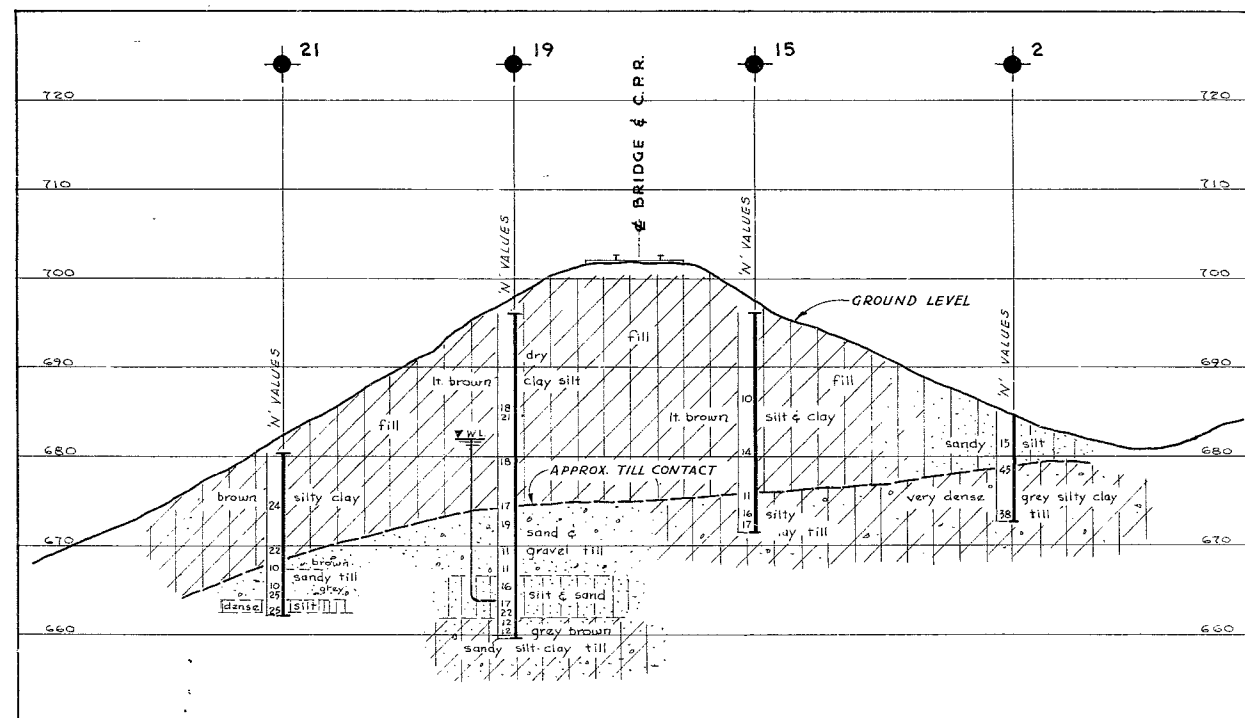 21 19 15 2
720 720
710 710
℄ BRIDGE & C.P.R.
'N' VALUES
'N' VALUES
'N' VALUES
'N' VALUES
700 700
GROUND LEVEL
fill
dry
690 690
lt. brown clay silt
fill
10
18
21
lt. brown silt & clay
fill
W.L.
sandy 15 silt
14
680 680
18
APPROX. TILL CONTACT
45
brown silty clay
24
17
11
very dense grey silty clay
till
38
19
sand &
gravel till
16 silty
17 clay till
22
11
670 670
brown
10
sandy till
11
10 grey
25
16
silt & sand
17
dense silt
25
22
12
12 grey brown
660 660
sandy silt-clay till